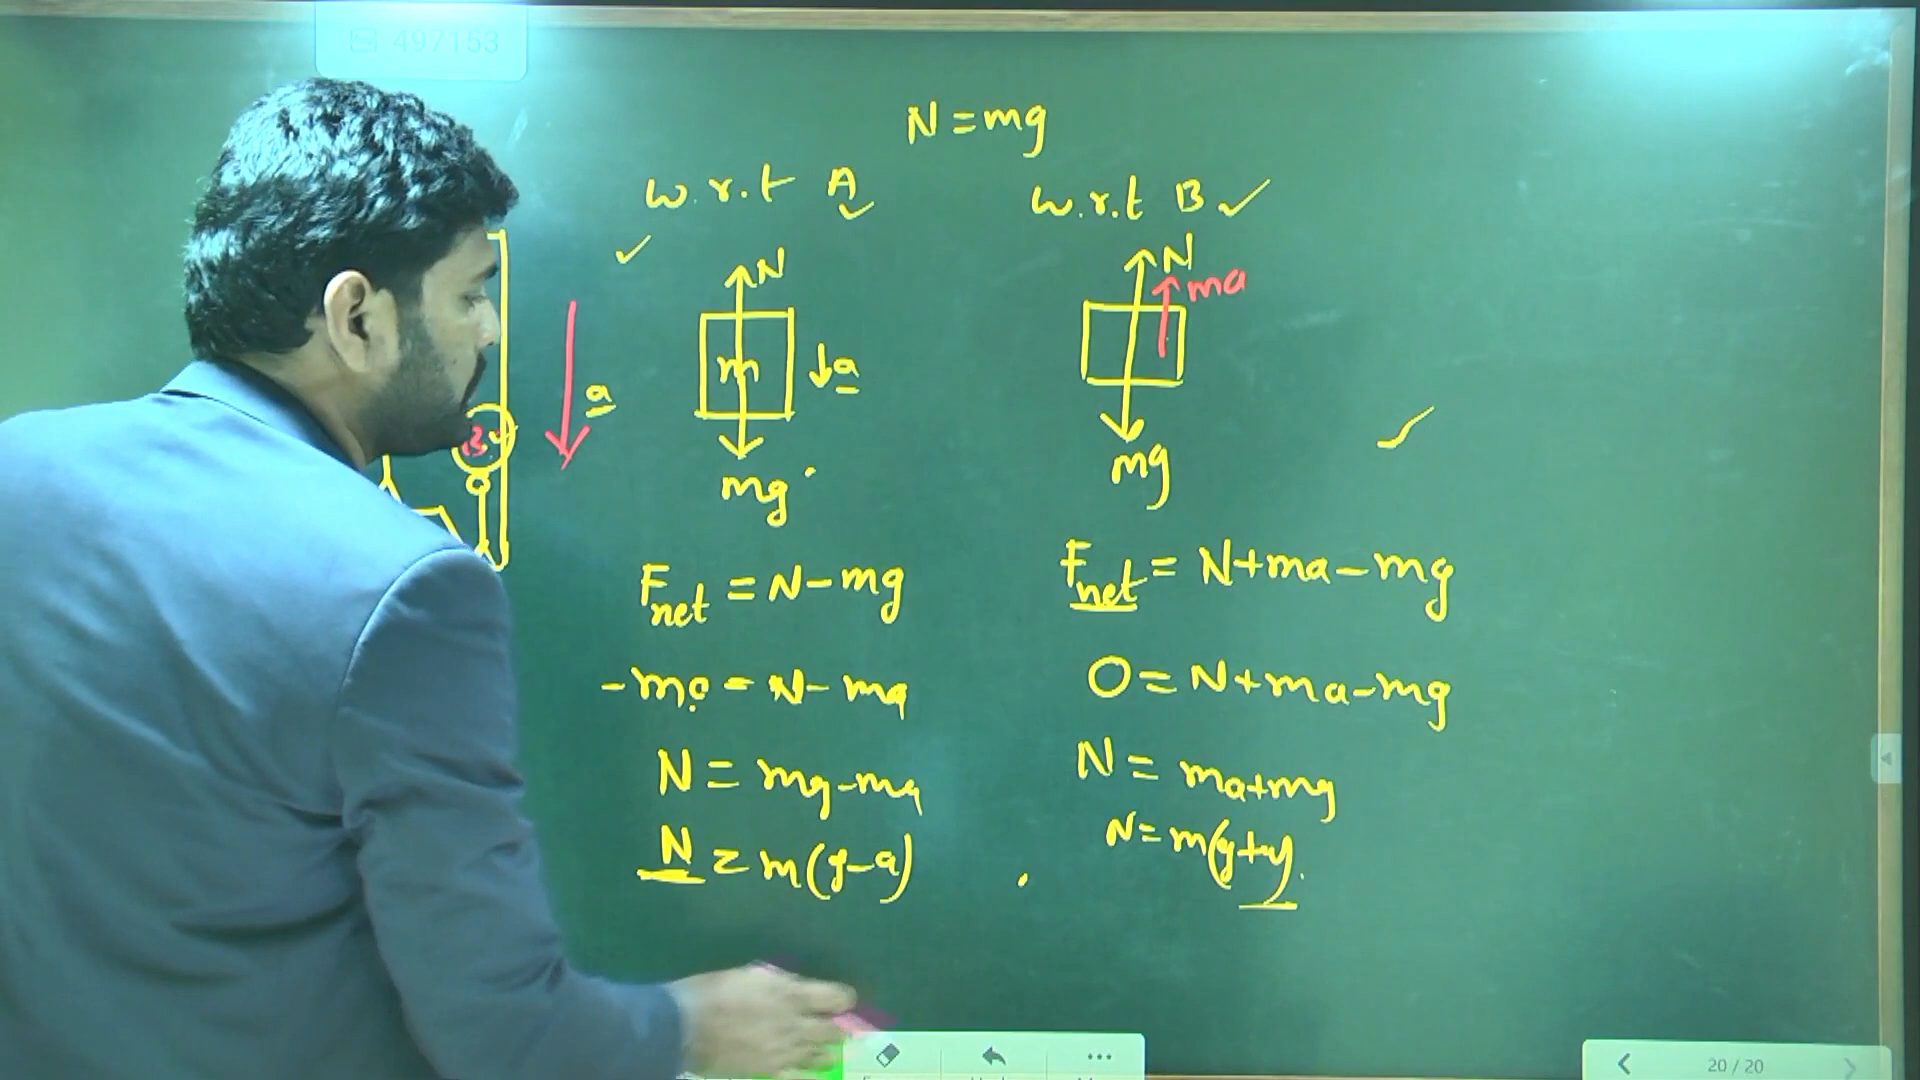 497153
N = mg
w.r.t A
w.r.t B
N
N
ma
m
a
a
B
mg
mg
Fnet = N - mg
Fnet = N + ma - mg
-ma = N - mg
0 = N + ma - mg
N = mg - ma
N = ma + mg
N = m(g - a)
N = m(g + a)
20 / 20